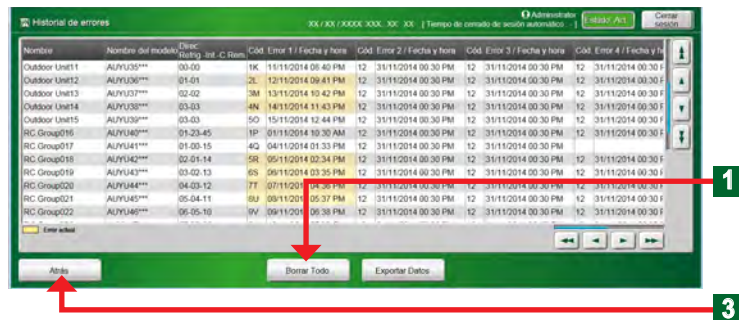 Historial de errores
XX / XX / XXXX XXX XX XX [ Tiempo de cerrado de sesión automático - ]
Administrator
Estado Act.
Cerrar sesión
Nombre Nombre del modelo Direc. Refrig.-Int.-C.Rem. Cód. Error 1 / Fecha y hora Cód. Error 2 / Fecha y hora Cód. Error 3 / Fecha y hora Cód. Error 4 / Fecha y h
Outdoor Unit11 AUYU35*** 00-00 1K 11/11/2014 08:40 PM 12 31/11/2014 00:30 PM 12 31/11/2014 00:30 PM 12 31/11/2014 00:30 F
Outdoor Unit12 AUYU36*** 01-01 2L 12/11/2014 09:41 PM 12 31/11/2014 00:30 PM 12 31/11/2014 00:30 PM 12 31/11/2014 00:30 F
Outdoor Unit13 AUYU37*** 02-02 3M 13/11/2014 10:42 PM 12 31/11/2014 00:30 PM 12 31/11/2014 00:30 PM 12 31/11/2014 00:30 F
Outdoor Unit14 AUYU38*** 03-03 4N 14/11/2014 11:43 PM 12 31/11/2014 00:30 PM 12 31/11/2014 00:30 PM 12 31/11/2014 00:30 F
Outdoor Unit15 AUYU39*** 03-03 5O 15/11/2014 12:44 PM 12 31/11/2014 00:30 PM 12 31/11/2014 00:30 PM 12 31/11/2014 00:30 F
RC Group016 AUYU40*** 01-23-45 1P 01/11/2014 10:30 AM 12 31/11/2014 00:30 PM 12 31/11/2014 00:30 PM 12 31/11/2014 00:30 F
RC Group017 AUYU41*** 01-00-15 4Q 04/11/2014 01:33 PM 12 31/11/2014 00:30 PM 12 31/11/2014 00:30 PM
RC Group018 AUYU42*** 02-01-14 5R 05/11/2014 02:34 PM 12 31/11/2014 00:30 PM 12 31/11/2014 00:30 PM 12 31/11/2014 00:30 F
RC Group019 AUYU43*** 03-02-13 6S 06/11/2014 03:35 PM 12 31/11/2014 00:30 PM 12 31/11/2014 00:30 PM 12 31/11/2014 00:30 F
RC Group020 AUYU44*** 04-03-12 7T 07/11/2014 04:36 PM 12 31/11/2014 00:30 PM 12 31/11/2014 00:30 PM 12 31/11/2014 00:30 F
RC Group021 AUYU45*** 05-04-11 8U 08/11/2014 05:37 PM 12 31/11/2014 00:30 PM 12 31/11/2014 00:30 PM 12 31/11/2014 00:30 F
RC Group022 AUYU46*** 06-05-10 9V 09/11/2014 06:38 PM 12 31/11/2014 00:30 PM 12 31/11/2014 00:30 PM 12 31/11/2014 00:30 F
Error actual
1
Atrás Borrar Todo Exportar Datos
3